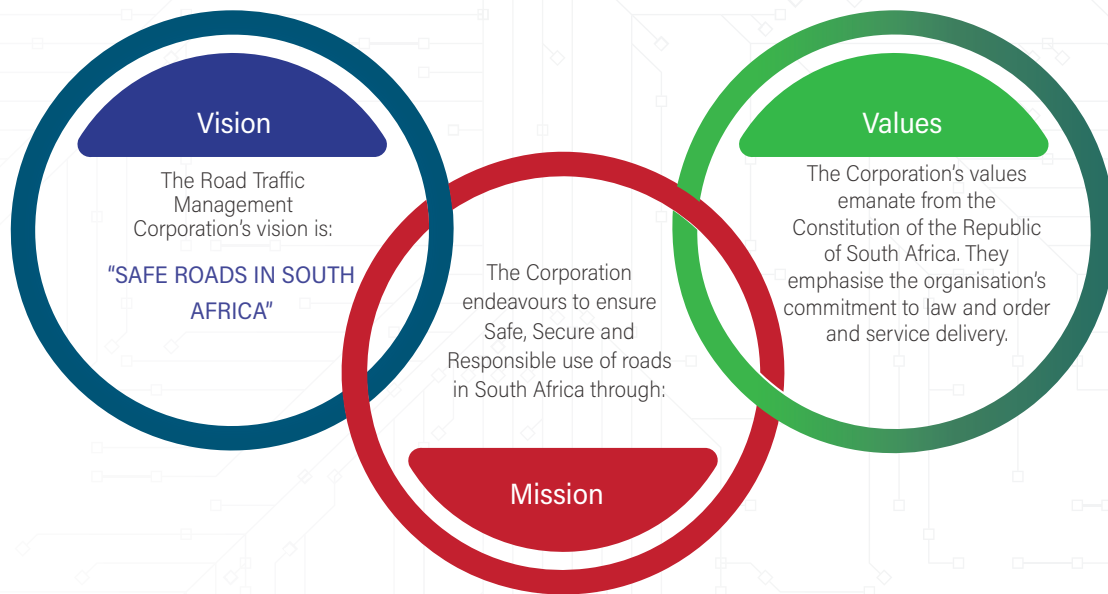 Vision
The Road Traffic
Management
Corporation's vision is:
"SAFE ROADS IN SOUTH
AFRICA"
The Corporation
endeavours to ensure
Safe, Secure and
Responsible use of roads
in South Africa through:
Mission
Values
The Corporation's values
emanate from the
Constitution of the Republic
of South Africa. They
emphasise the organisation's
commitment to law and order
and service delivery.